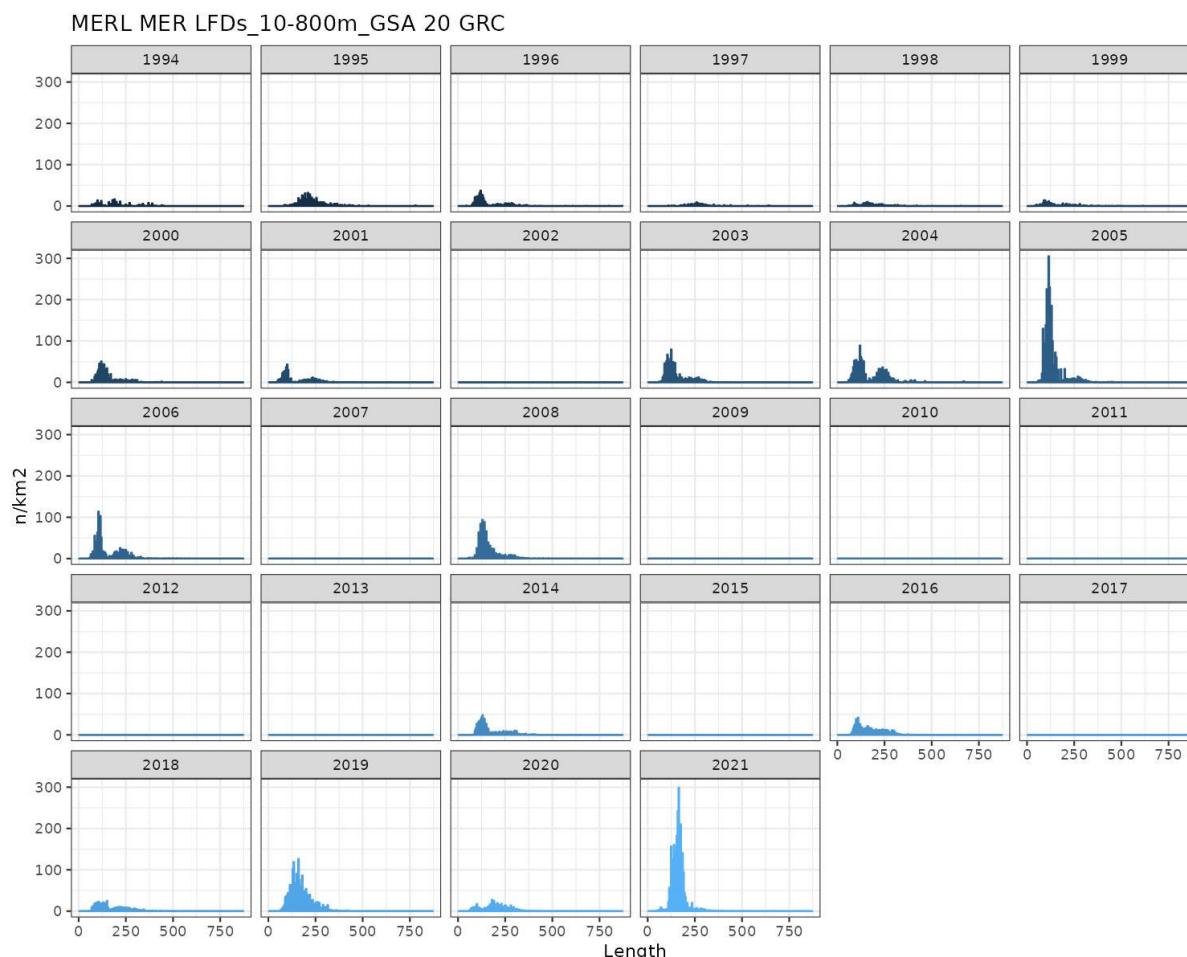 MERL MER LFDs_10-800m_GSA 20 GRC
1994 1995 1996 1997 1998 1999
300
200
100
0
2000 2001 2002 2003 2004 2005
300
200
100
0
2006 2007 2008 2009 2010 2011
300
200
100
0
n/km2
2012 2013 2014 2015 2016 2017
300
200
100
0
0 250 500 750 0 250 500 750
2018 2019 2020 2021
300
200
100
0
0 250 500 750 0 250 500 750 0 250 500 750 0 250 500 750
Length